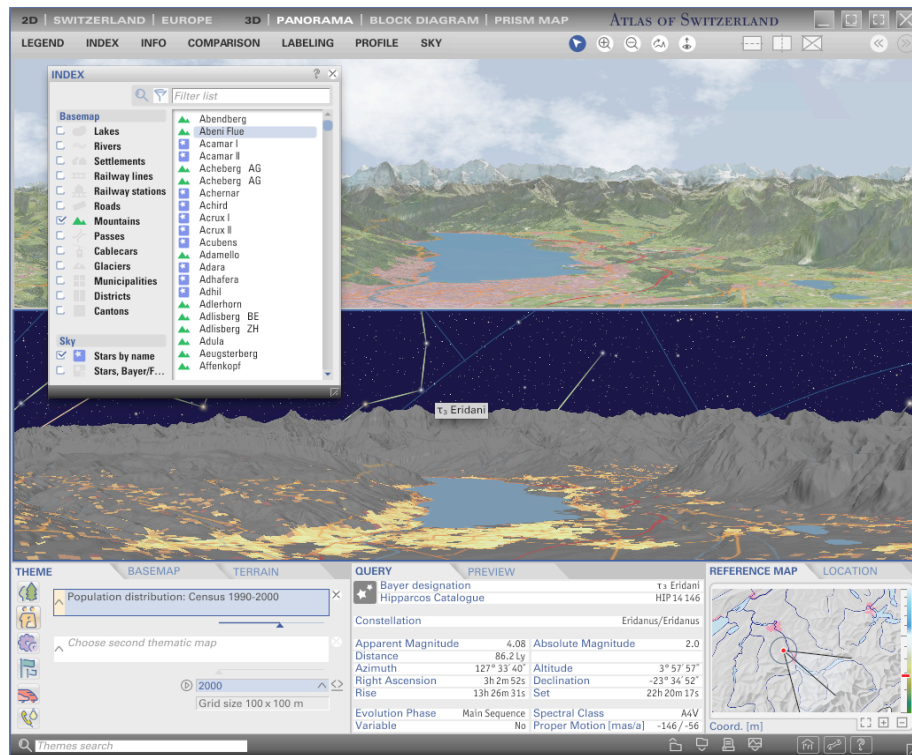 2D | SWITZERLAND | EUROPE 3D | PANORAMA | BLOCK DIAGRAM | PRISM MAP ATLAS OF SWITZERLAND
LEGEND INDEX INFO COMPARISON LABELING PROFILE SKY
INDEX ?
Filter list
Basemap
Lakes
Rivers
Settlements
Railway lines
Railway stations
Roads
Mountains
Passes
Cablecars
Glaciers
Municipalities
Districts
Cantons
Sky
Stars by name
Stars, Bayer/F...
Abendberg
Abeni Flue
Acamar I
Acamar II
Acheberg AG
Acheberg AG
Achernar
Achird
Acrux I
Acrux II
Acubens
Adamello
Adara
Adhafera
Adhil
Adlerhorn
Adlisberg BE
Adlisberg ZH
Adula
Aeugsterberg
Affenkopf
τ₃ Eridani
THEME BASEMAP TERRAIN
Population distribution: Census 1990-2000
Choose second thematic map
2000
Grid size 100 x 100 m
Themes search
QUERY PREVIEW
Bayer designation τ₃ Eridani
Hipparcos Catalogue HIP 14 146
Constellation Eridanus/Eridanus
Apparent Magnitude 4.08 Absolute Magnitude 2.0
Distance 86.2 Ly
Azimuth 127° 33' 40" Altitude 3° 57' 57"
Right Ascension 3h 2m 52s Declination -23° 34' 52"
Rise 13h 26m 31s Set 22h 20m 17s
Evolution Phase Main Sequence Spectral Class A4V
Variable No Proper Motion [mas/a] -146 / -56
REFERENCE MAP LOCATION
Coord. [m]
?